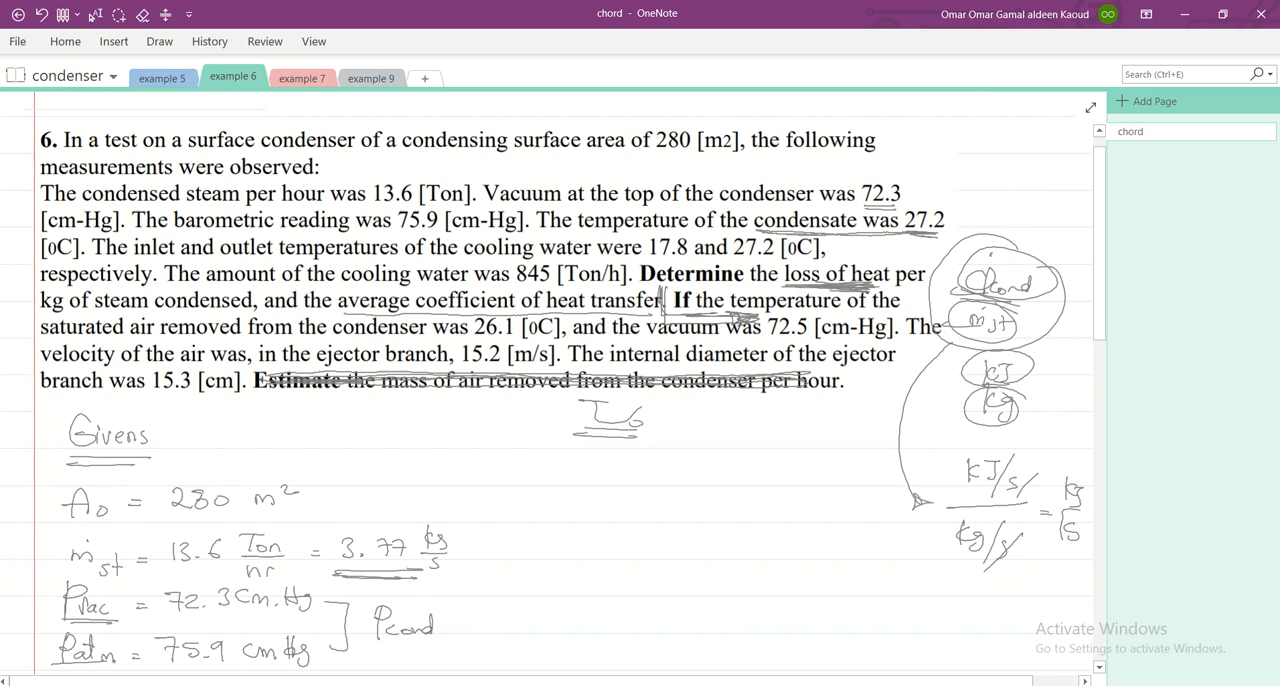 chord - OneNote
Omar Omar Gamal aldeen Kaoud OO
File Home Insert Draw History Review View
condenser example 5 example 6 example 7 example 9 +
Search (Ctrl+E)
+ Add Page
chord
6. In a test on a surface condenser of a condensing surface area of 280 [m2], the following
measurements were observed:
The condensed steam per hour was 13.6 [Ton]. Vacuum at the top of the condenser was 72.3
[cm-Hg]. The barometric reading was 75.9 [cm-Hg]. The temperature of the condensate was 27.2
[0C]. The inlet and outlet temperatures of the cooling water were 17.8 and 27.2 [0C],
respectively. The amount of the cooling water was 845 [Ton/h]. Determine the loss of heat per
kg of steam condensed, and the average coefficient of heat transfer. If the temperature of the
saturated air removed from the condenser was 26.1 [0C], and the vacuum was 72.5 [cm-Hg]. The
velocity of the air was, in the ejector branch, 15.2 [m/s]. The internal diameter of the ejector
branch was 15.3 [cm]. Estimate the mass of air removed from the condenser per hour.
Qcond
ṁst
kJ
kg
kJ/s
kg/s
=
Givens
Ao = 280 m²
ṁst = 13.6 Ton/hr = 3.77 kg/s
Pvac = 72.3 cm.Hg
Patm = 75.9 cmHg
Pcond
Activate Windows
Go to Settings to activate Windows.